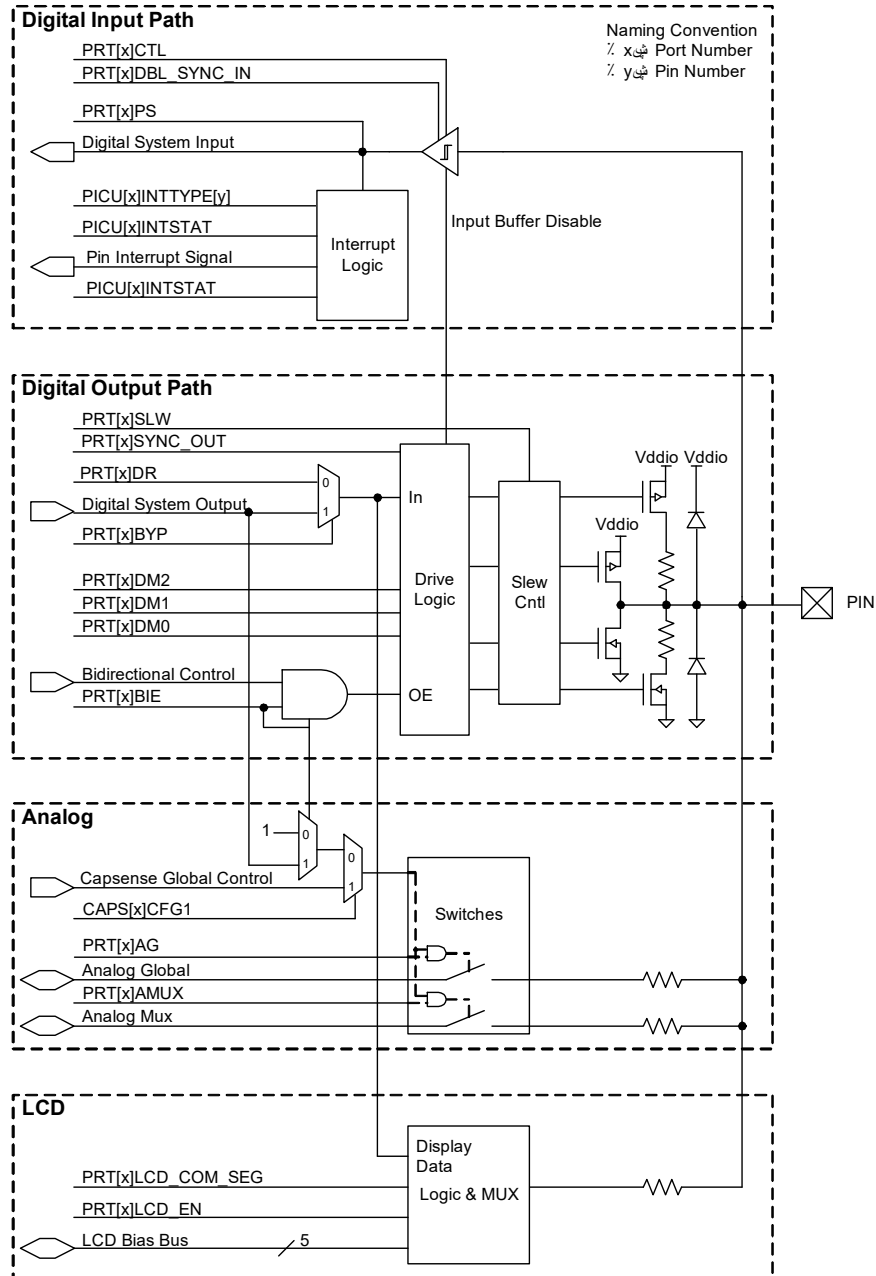 Digital Input Path
Naming Convention
x Port Number
y Pin Number
PRT[x]CTL
PRT[x]DBL_SYNC_IN
PRT[x]PS
Digital System Input
PICU[x]INTTYPE[y]
PICU[x]INTSTAT
Pin Interrupt Signal
PICU[x]INTSTAT
Interrupt
Logic
Input Buffer Disable
Digital Output Path
PRT[x]SLW
PRT[x]SYNC_OUT
PRT[x]DR
Digital System Output
PRT[x]BYP
0
1
PRT[x]DM2
PRT[x]DM1
PRT[x]DM0
Bidirectional Control
PRT[x]BIE
In
Drive
Logic
OE
Slew
Cntl
Vddio Vddio
Vddio
PIN
Analog
1
0
1
0
1
Capsense Global Control
CAPS[x]CFG1
Switches
PRT[x]AG
Analog Global
PRT[x]AMUX
Analog Mux
LCD
Display
Data
Logic & MUX
PRT[x]LCD_COM_SEG
PRT[x]LCD_EN
LCD Bias Bus
5